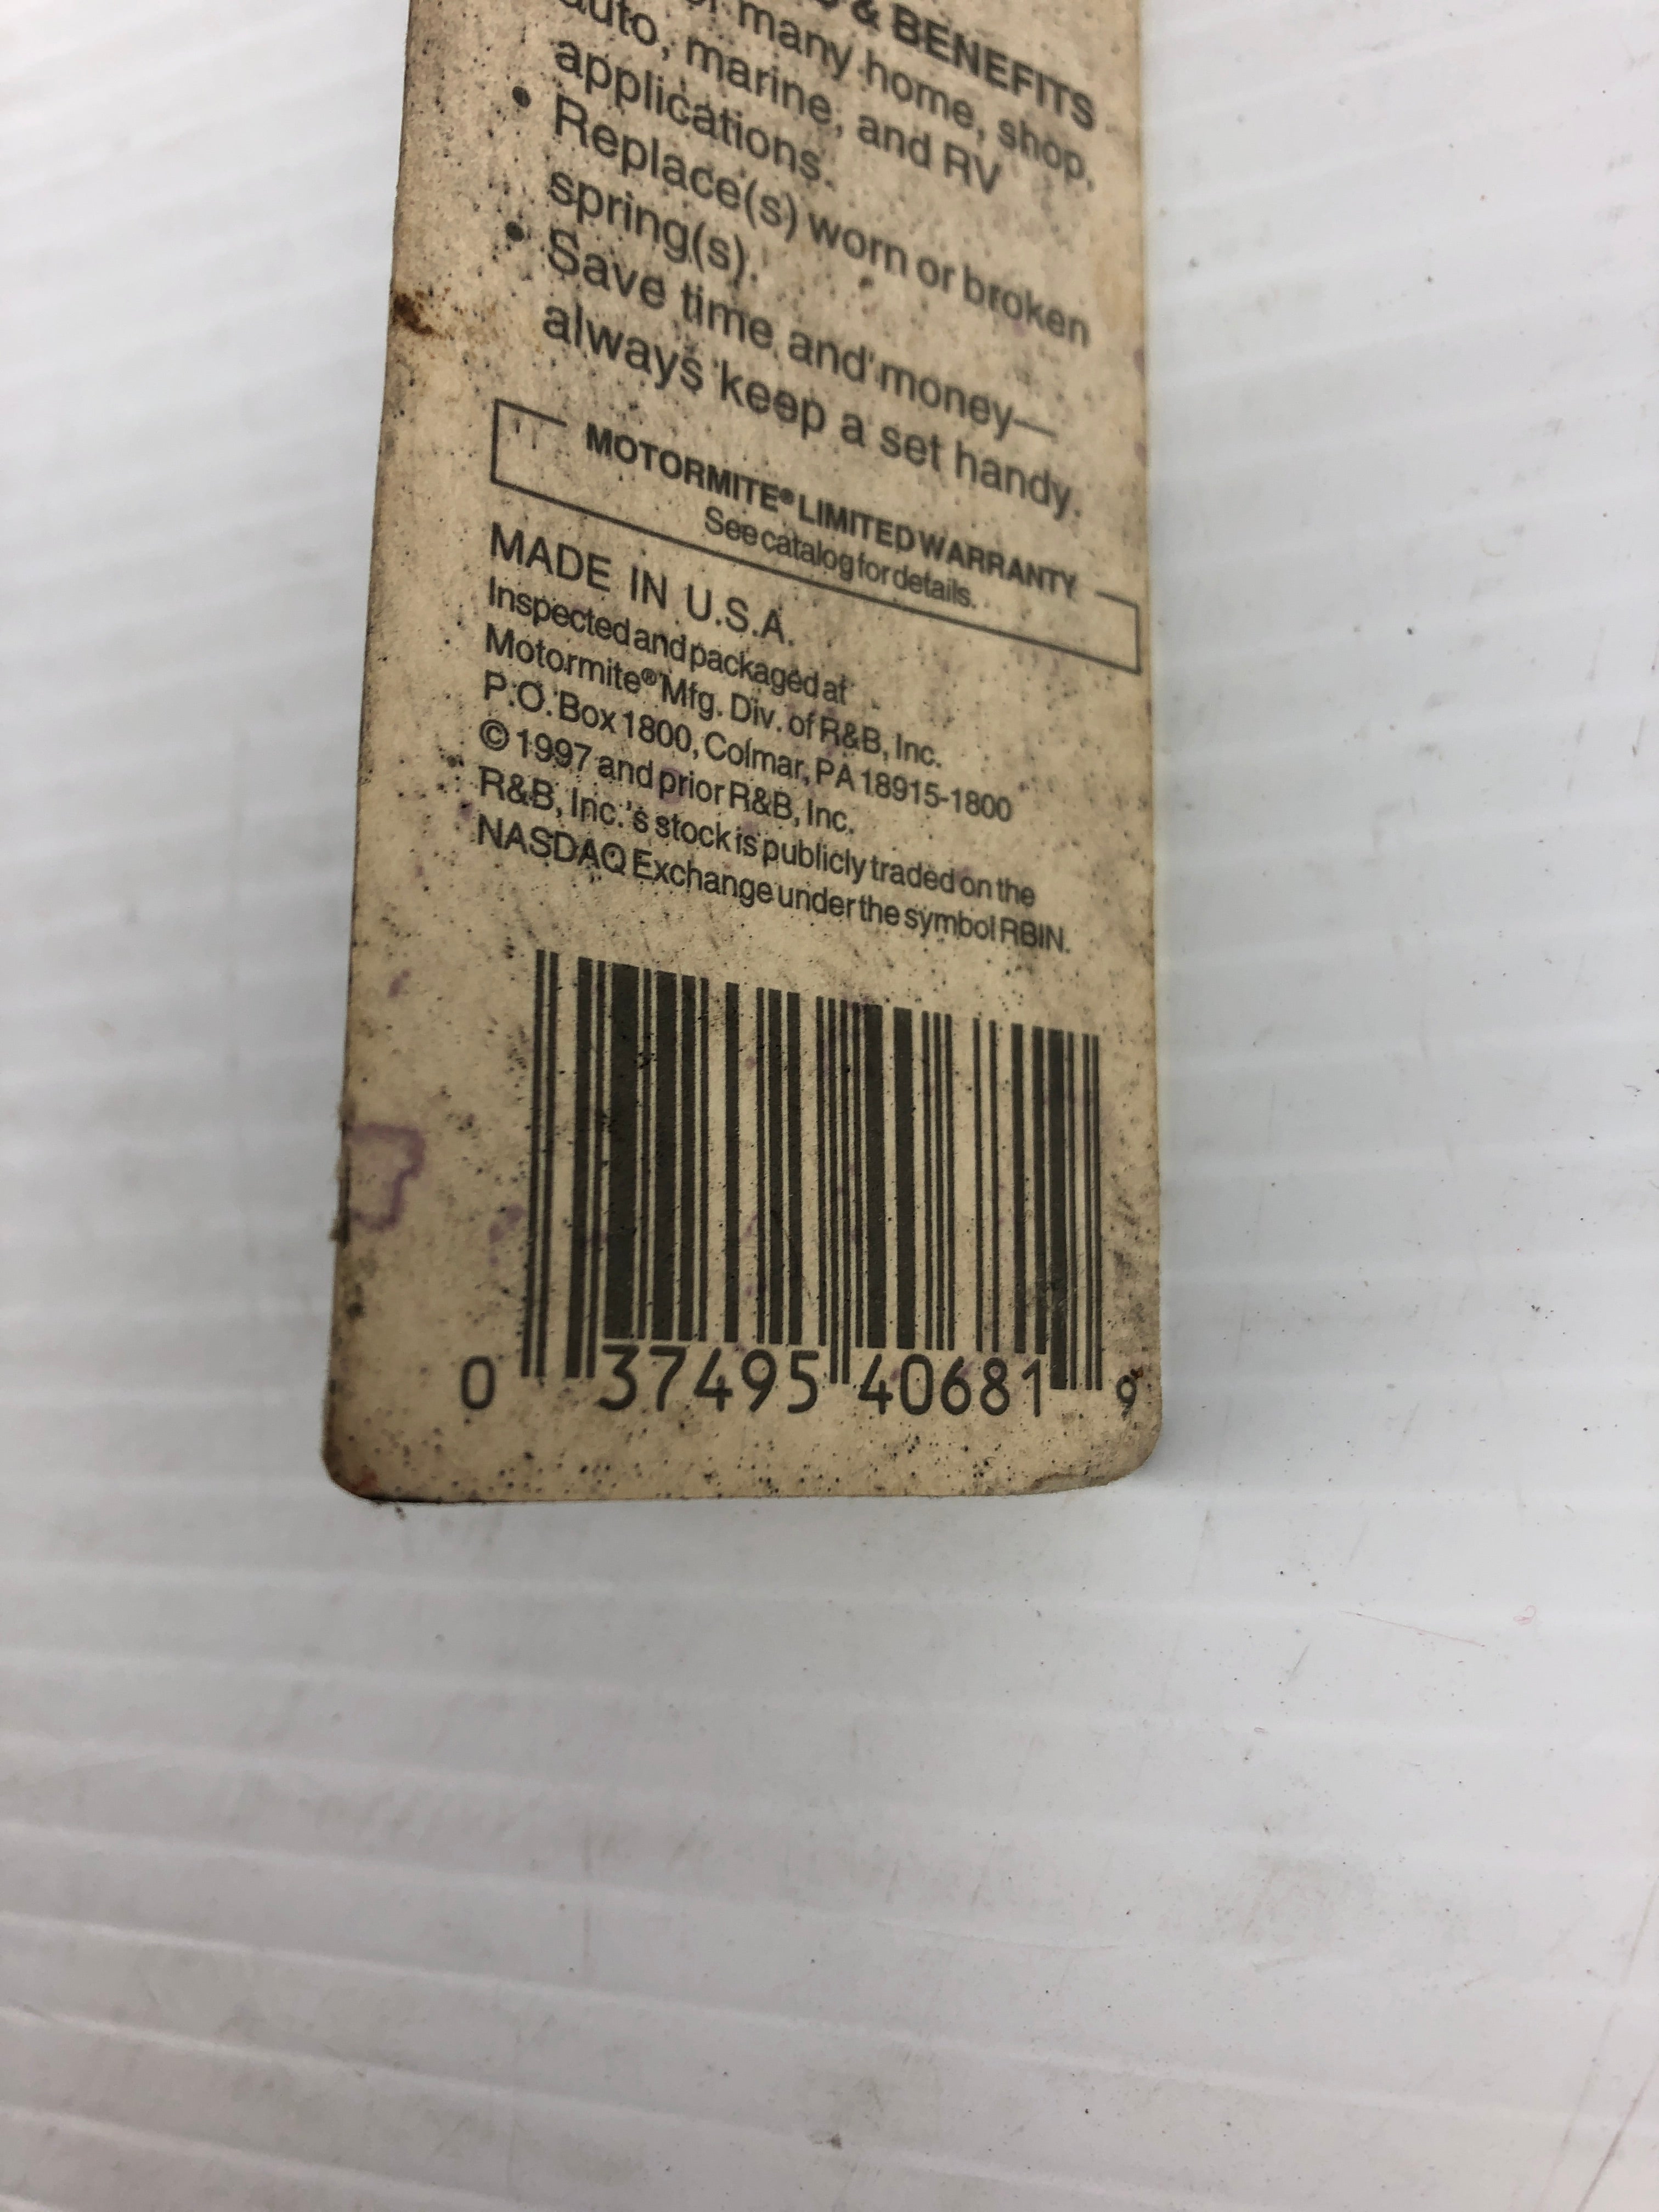 & BENEFITS
many home, shop,
auto, marine, and RV
applications.
• Replace(s) worn or broken
spring(s).
• Save time and money—
always keep a set handy.
MOTORMITE® LIMITED WARRANTY
See catalog for details.
MADE IN U.S.A.
Inspected and packaged at
Motormite® Mfg. Div. of R&B, Inc.
P.O. Box 1800, Colmar, PA 18915-1800
© 1997 and prior R&B, Inc.
R&B, Inc.'s stock is publicly traded on the
NASDAQ Exchange under the symbol RBIN.
0 37495 40681 9